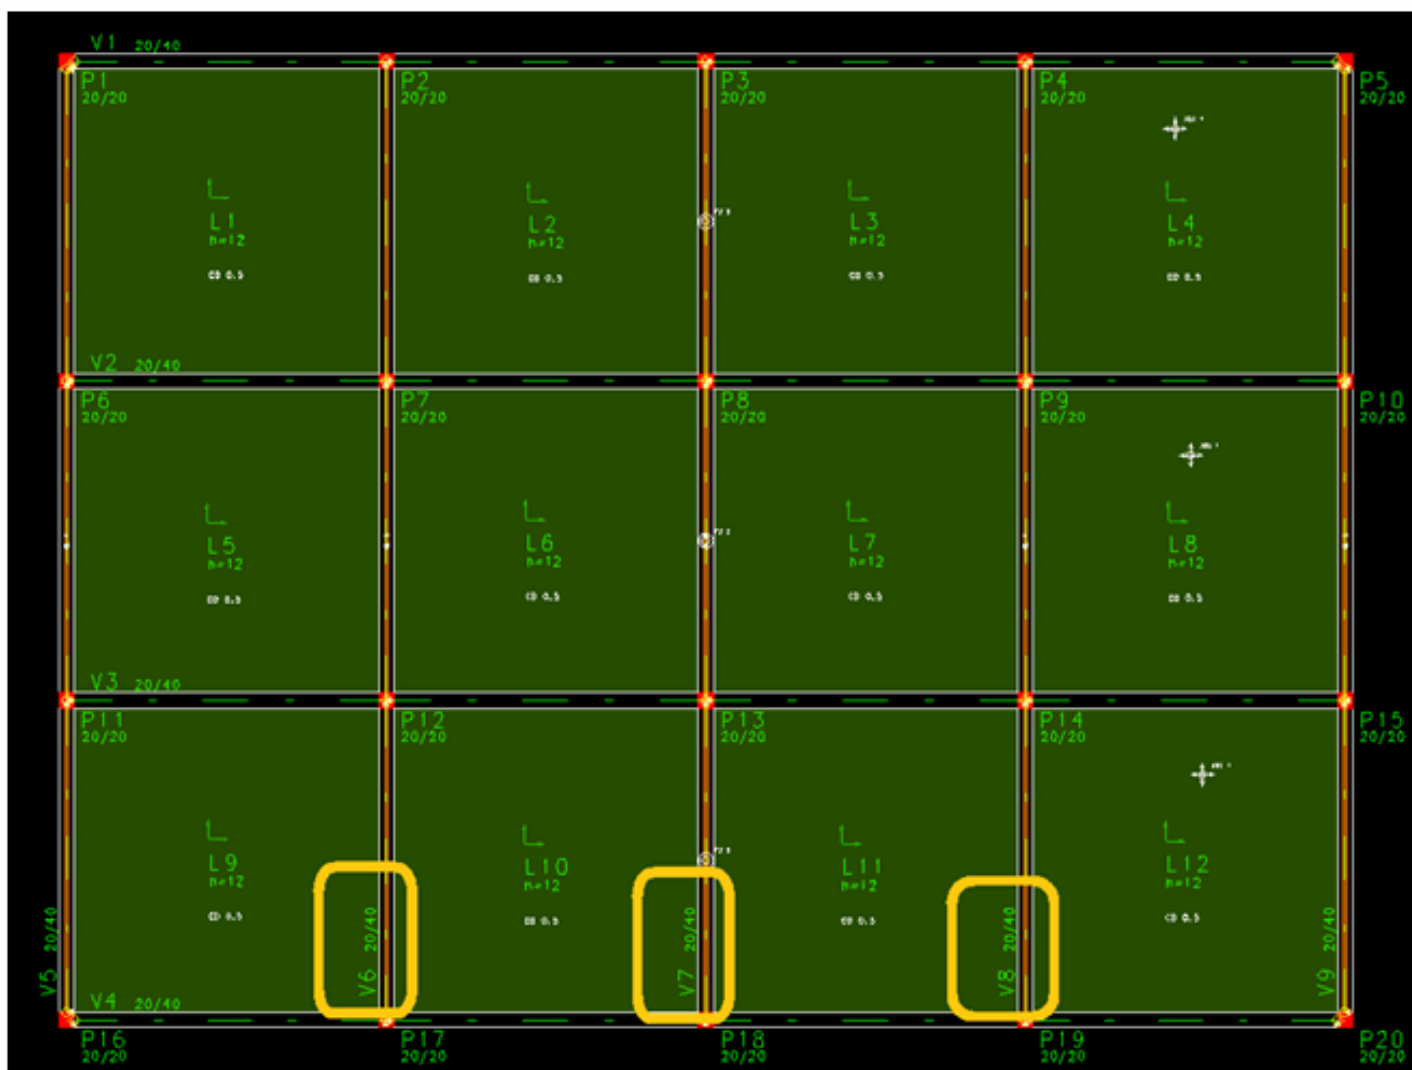 V1 20/40
P1 P2 P3 P4 P5
20/20 20/20 20/20 20/20 20/20
L1 L2 L3 L4
h=12 h=12 h=12 h=12
V2 20/40
P6 P7 P8 P9 P10
20/20 20/20 20/20 20/20 20/20
L5 L6 L7 L8
h=12 h=12 h=12 h=12
V3 20/40
P11 P12 P13 P14 P15
20/20 20/20 20/20 20/20 20/20
L9 L10 L11 L12
h=12 h=12 h=12 h=12
V5 20/40
V6 20/40
V7 20/40
V8 20/40
V9 20/40
V4 20/40
P16 P17 P18 P19 P20
20/20 20/20 20/20 20/20 20/20